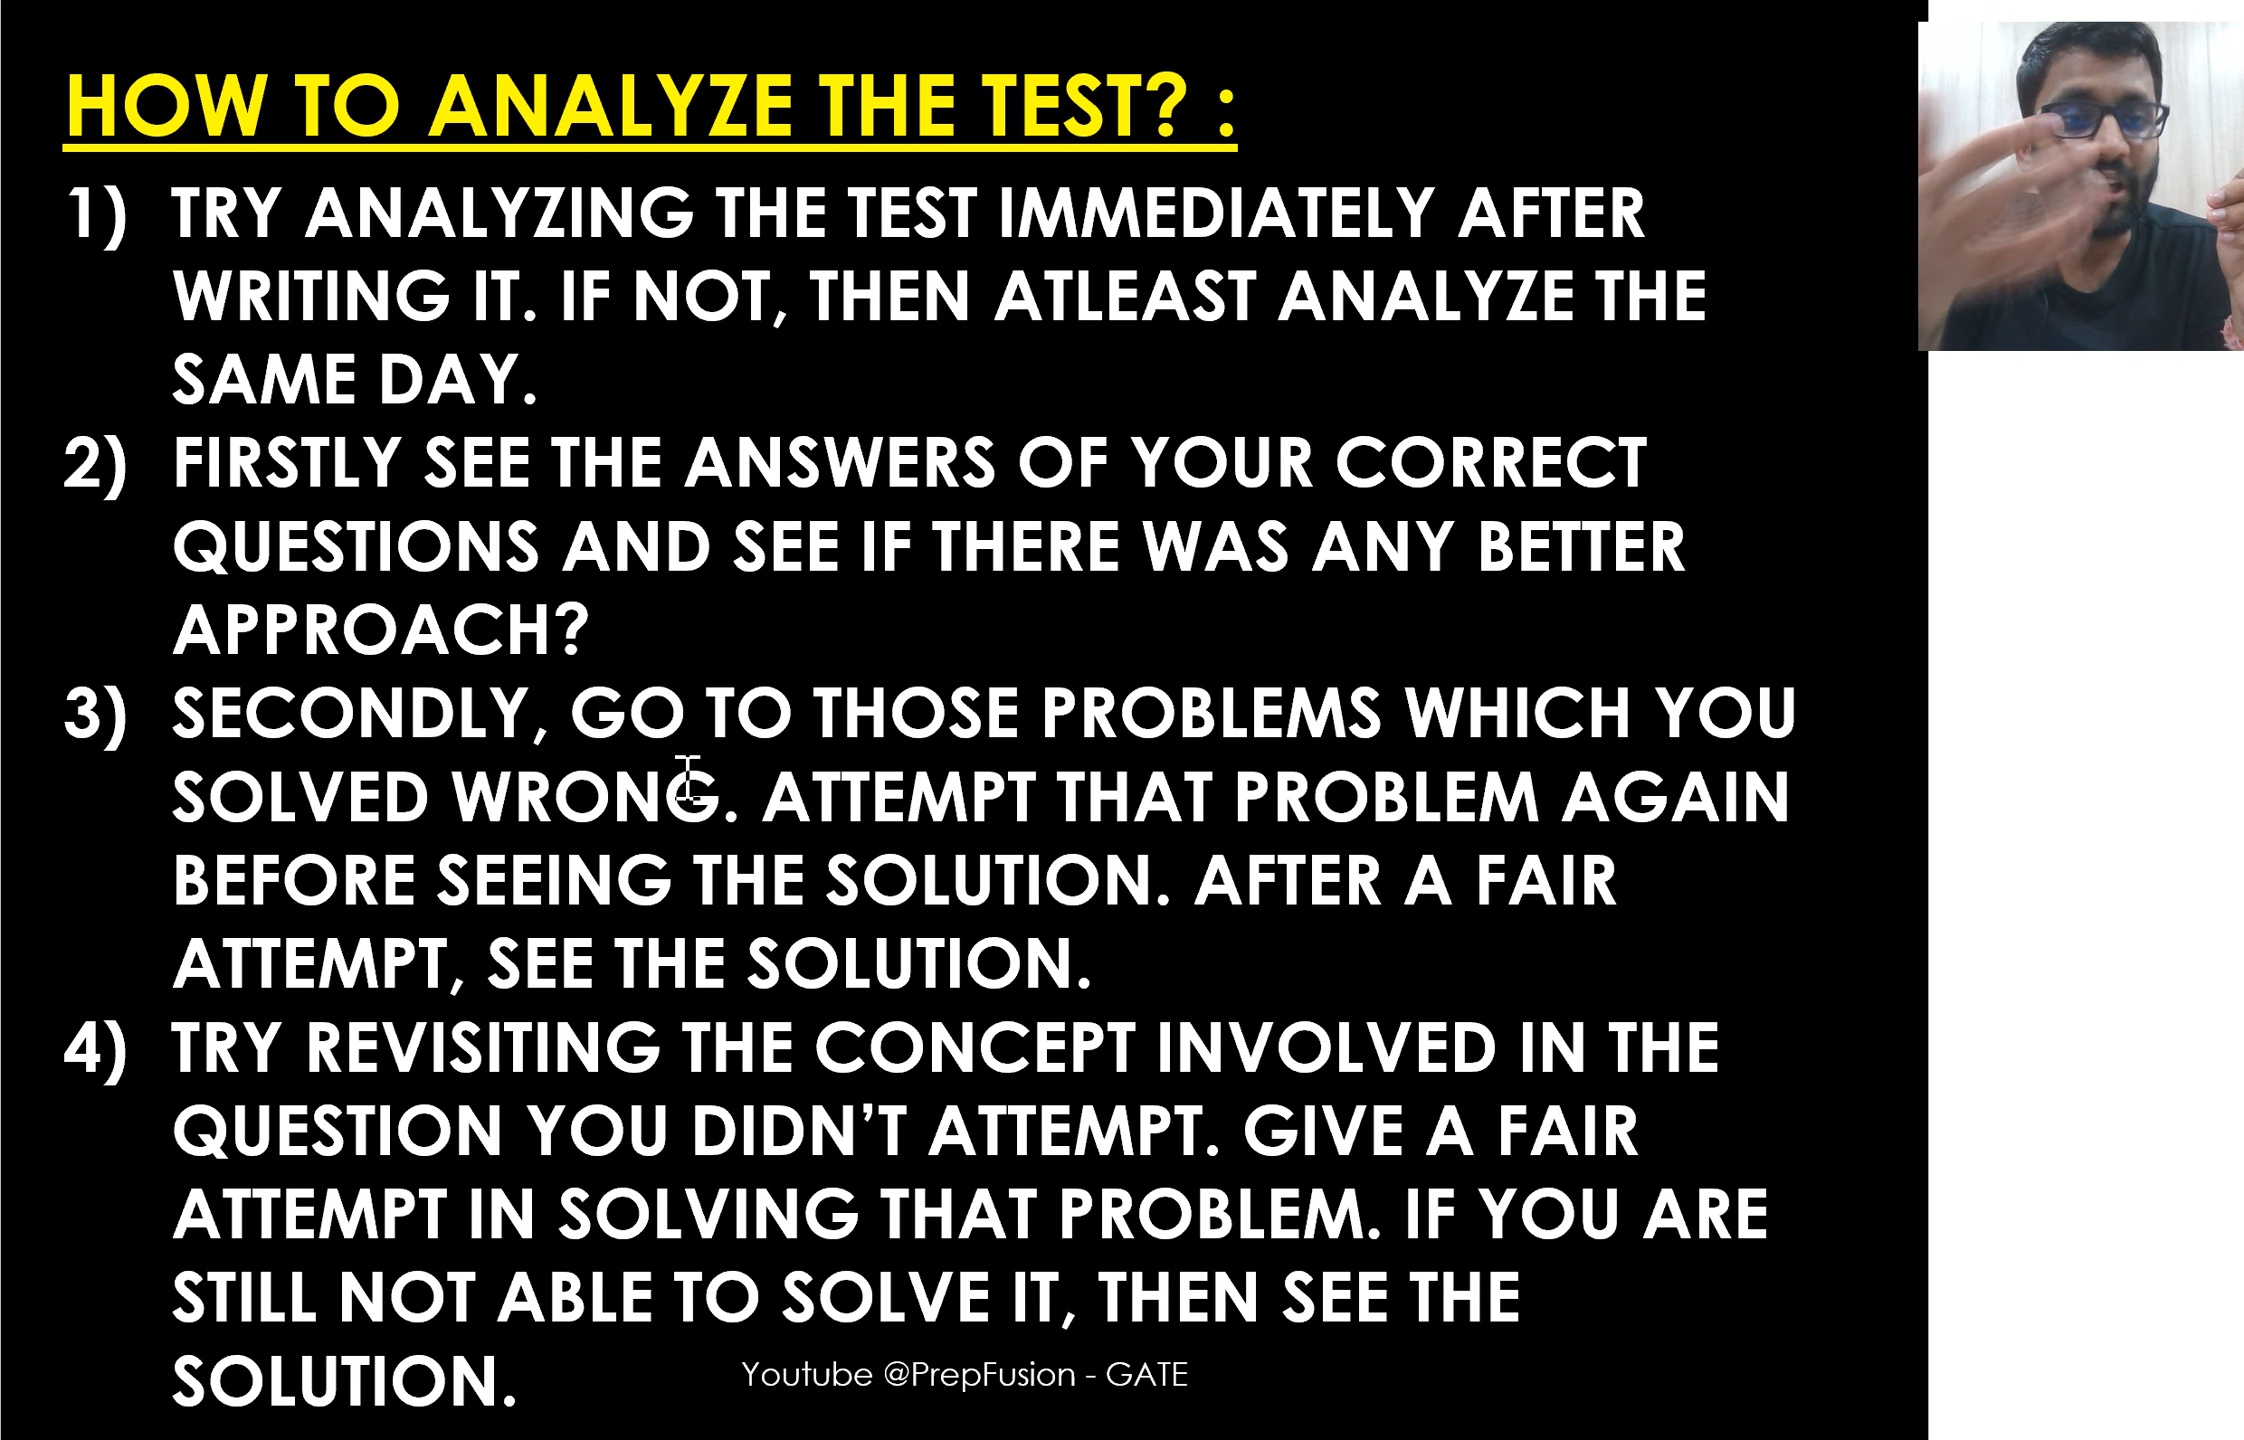 HOW TO ANALYZE THE TEST? :
1) TRY ANALYZING THE TEST IMMEDIATELY AFTER
WRITING IT. IF NOT, THEN ATLEAST ANALYZE THE
SAME DAY.
2) FIRSTLY SEE THE ANSWERS OF YOUR CORRECT
QUESTIONS AND SEE IF THERE WAS ANY BETTER
APPROACH?
3) SECONDLY, GO TO THOSE PROBLEMS WHICH YOU
SOLVED WRONG. ATTEMPT THAT PROBLEM AGAIN
BEFORE SEEING THE SOLUTION. AFTER A FAIR
ATTEMPT, SEE THE SOLUTION.
4) TRY REVISITING THE CONCEPT INVOLVED IN THE
QUESTION YOU DIDN’T ATTEMPT. GIVE A FAIR
ATTEMPT IN SOLVING THAT PROBLEM. IF YOU ARE
STILL NOT ABLE TO SOLVE IT, THEN SEE THE
SOLUTION.
Youtube @PrepFusion - GATE